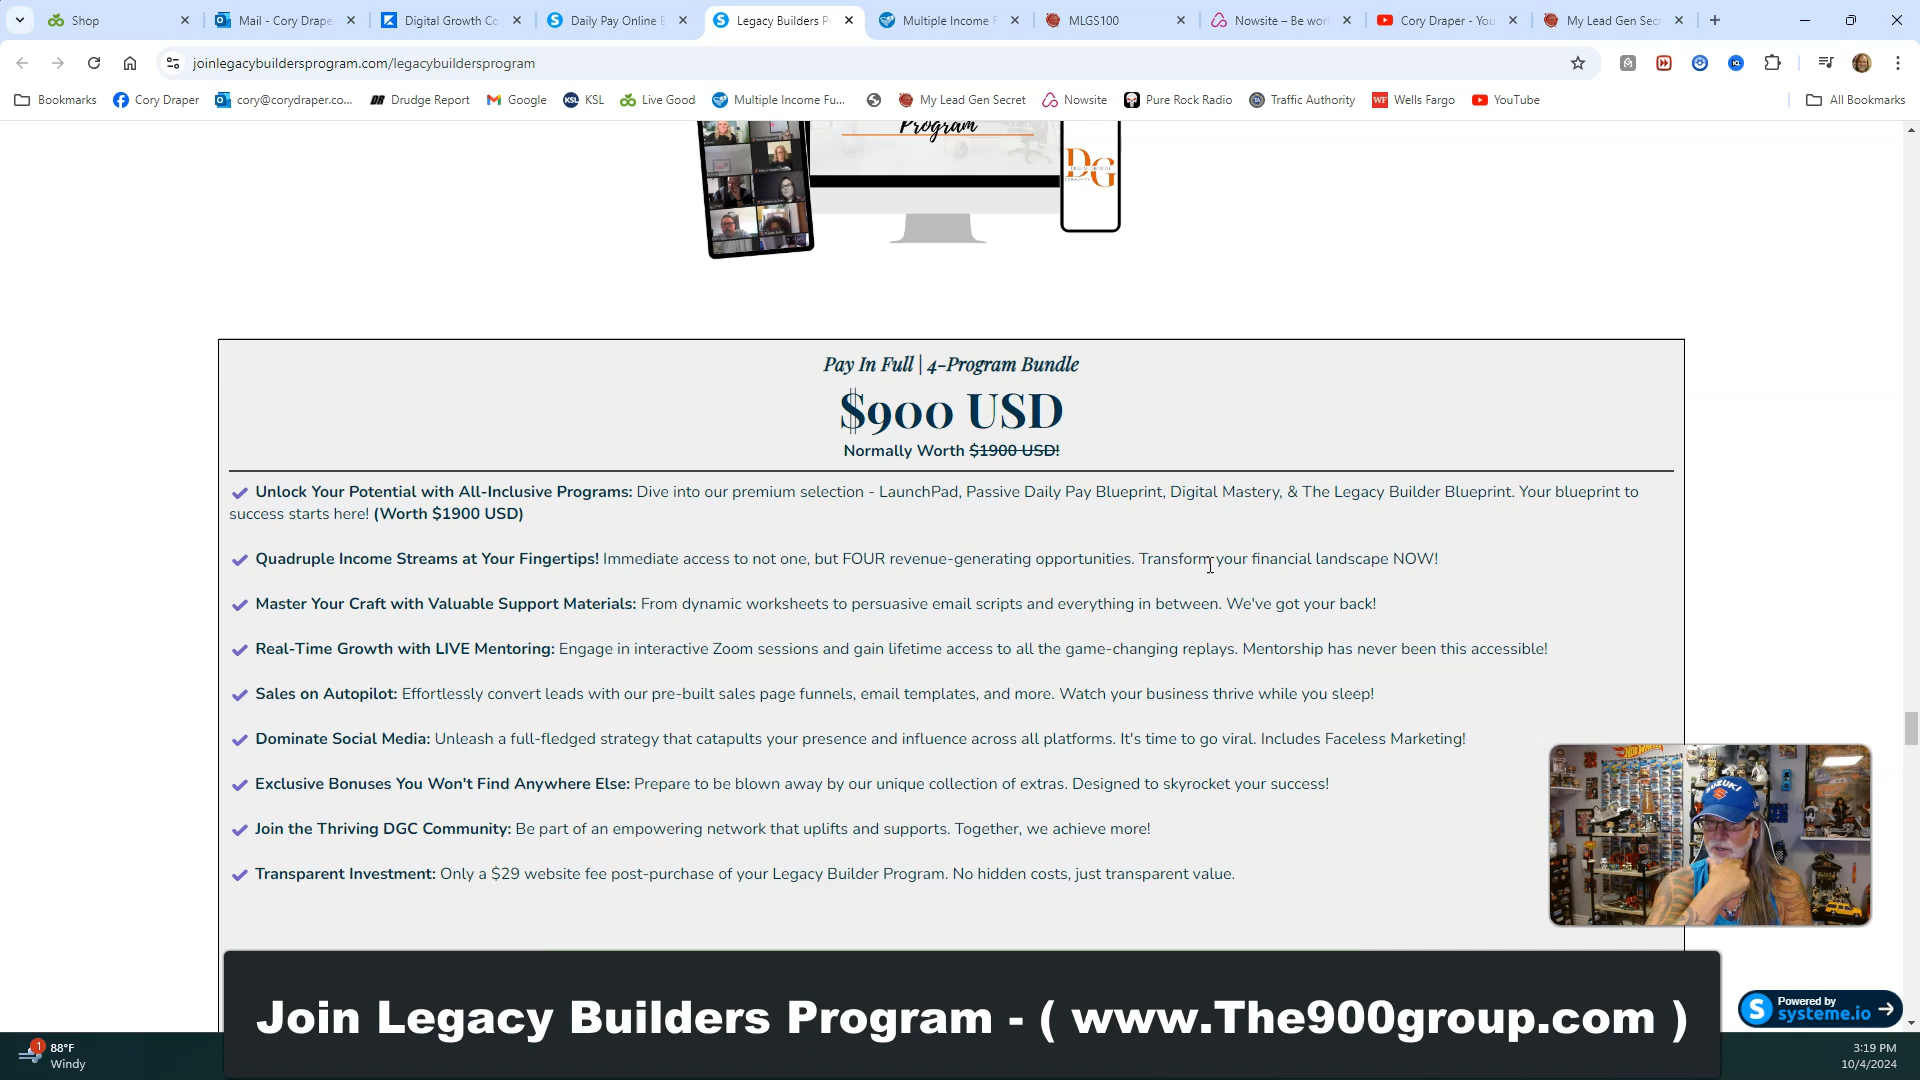 Shop
Mail - Cory Drape
Digital Growth Co
Daily Pay Online E
Legacy Builders P
Multiple Income F
MLGS100
Nowsite – Be wor
Cory Draper - You
My Lead Gen Sec
joinlegacybuildersprogram.com/legacybuildersprogram
Bookmarks
Cory Draper
cory@corydraper.co...
Drudge Report
Google
KSL
Live Good
Multiple Income Fu...
My Lead Gen Secret
Nowsite
Pure Rock Radio
Traffic Authority
Wells Fargo
YouTube
All Bookmarks
Program
DG
Pay In Full | 4-Program Bundle
$900 USD
Normally Worth $1900 USD!
Unlock Your Potential with All-Inclusive Programs: Dive into our premium selection - LaunchPad, Passive Daily Pay Blueprint, Digital Mastery, & The Legacy Builder Blueprint. Your blueprint to
success starts here! (Worth $1900 USD)
Quadruple Income Streams at Your Fingertips! Immediate access to not one, but FOUR revenue-generating opportunities. Transform your financial landscape NOW!
Master Your Craft with Valuable Support Materials: From dynamic worksheets to persuasive email scripts and everything in between. We've got your back!
Real-Time Growth with LIVE Mentoring: Engage in interactive Zoom sessions and gain lifetime access to all the game-changing replays. Mentorship has never been this accessible!
Sales on Autopilot: Effortlessly convert leads with our pre-built sales page funnels, email templates, and more. Watch your business thrive while you sleep!
Dominate Social Media: Unleash a full-fledged strategy that catapults your presence and influence across all platforms. It's time to go viral. Includes Faceless Marketing!
Exclusive Bonuses You Won't Find Anywhere Else: Prepare to be blown away by our unique collection of extras. Designed to skyrocket your success!
Join the Thriving DGC Community: Be part of an empowering network that uplifts and supports. Together, we achieve more!
Transparent Investment: Only a $29 website fee post-purchase of your Legacy Builder Program. No hidden costs, just transparent value.
SUZUKI
Join Legacy Builders Program - ( www.The900group.com )
Powered by
systeme.io
1
88°F
Windy
3:19 PM
10/4/2024